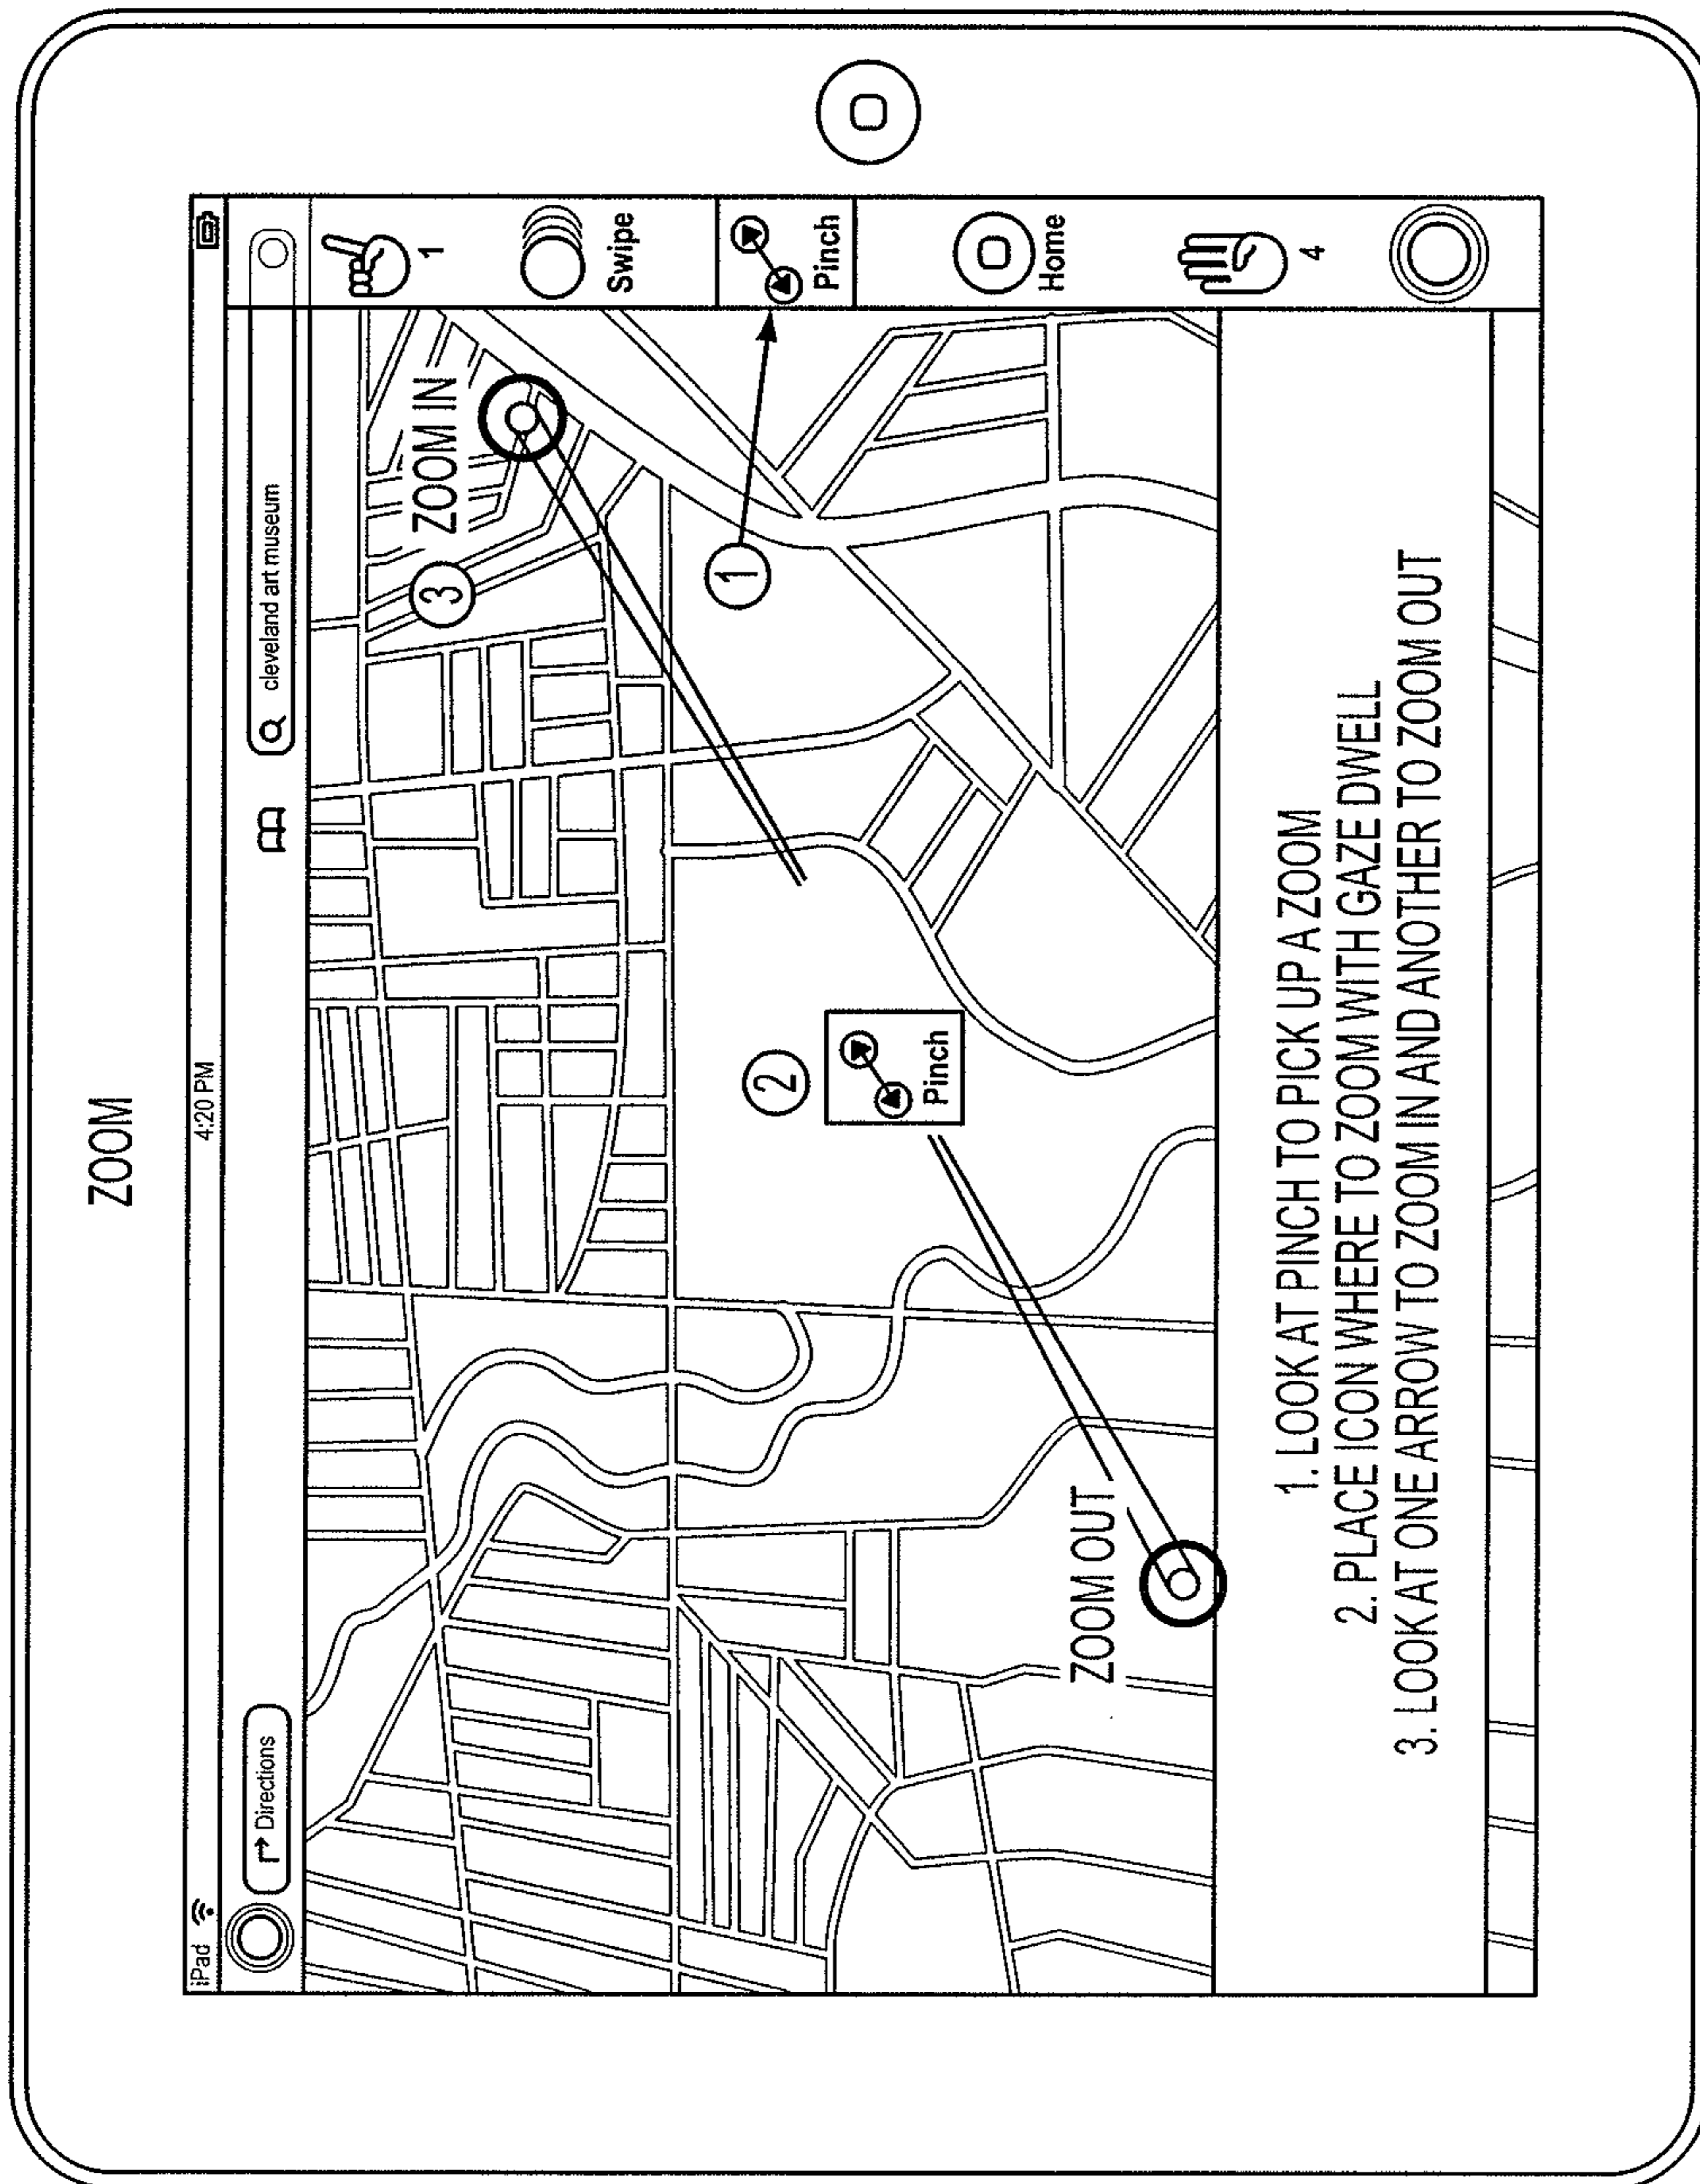 ZOOM
iPad 4:20 PM
Directions cleveland art museum
1
Swipe
Pinch
Home
4
3 ZOOM IN
1
2
Pinch
ZOOM OUT
1. LOOK AT PINCH TO PICK UP A ZOOM
2. PLACE ICON WHERE TO ZOOM WITH GAZE DWELL
3. LOOK AT ONE ARROW TO ZOOM IN AND ANOTHER TO ZOOM OUT